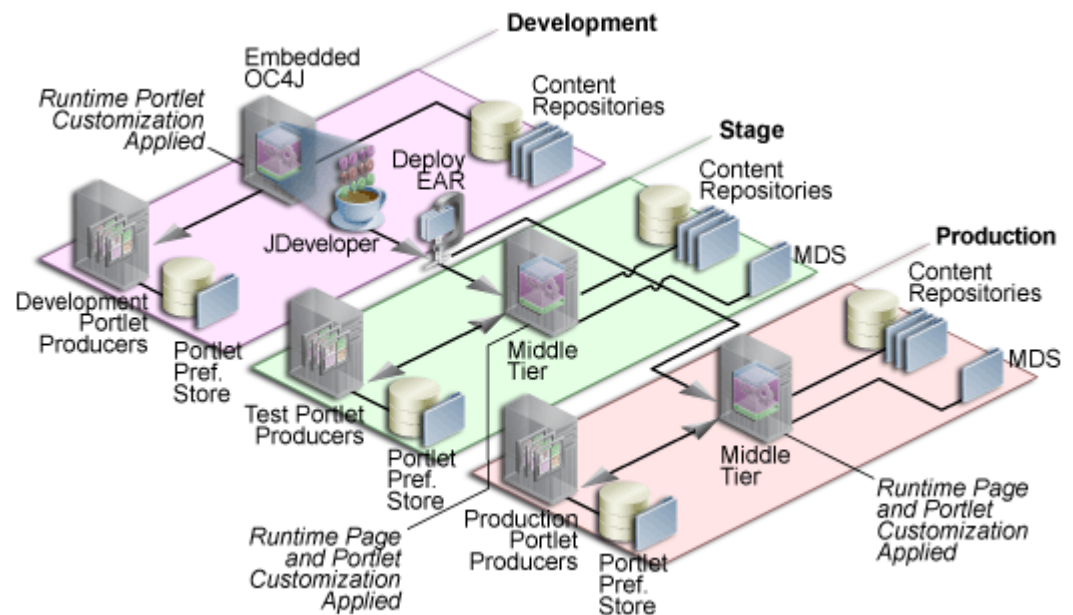 Development
Embedded
OC4J
Content
Repositories
Runtime Portlet
Customization
Applied
Stage
Deploy
EAR
Content
Repositories
JDeveloper
Production
MDS
Content
Repositories
Development
Portlet
Producers
Portlet
Pref.
Store
Middle
Tier
MDS
Test Portlet
Producers
Portlet
Pref.
Store
Middle
Tier
Runtime Page
and Portlet
Customization
Applied
Production
Portlet
Producers
Portlet
Pref.
Store
Runtime Page
and Portlet
Customization
Applied